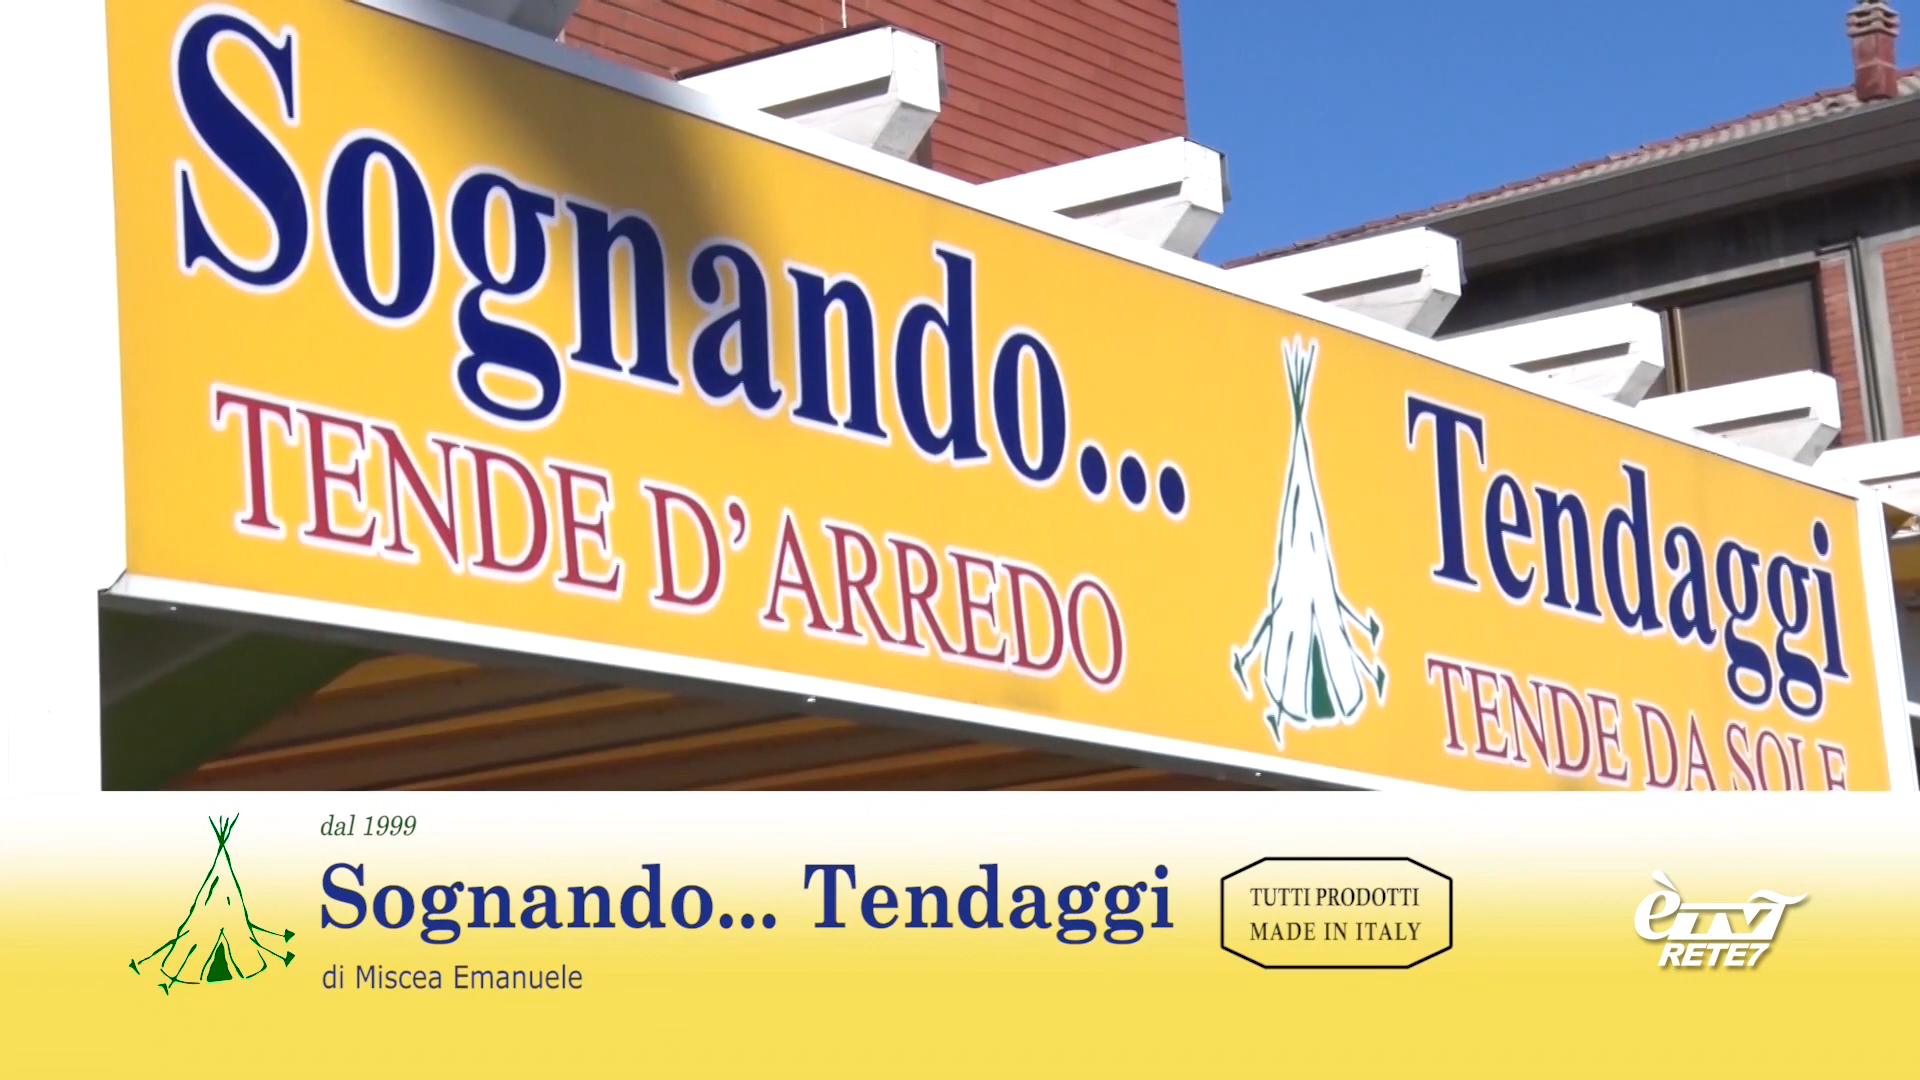 Sognando... Tendaggi
TENDE D'ARREDO TENDE DA SOLE
dal 1999
Sognando... Tendaggi
di Miscea Emanuele
TUTTI PRODOTTI
MADE IN ITALY
èTV
RETE7